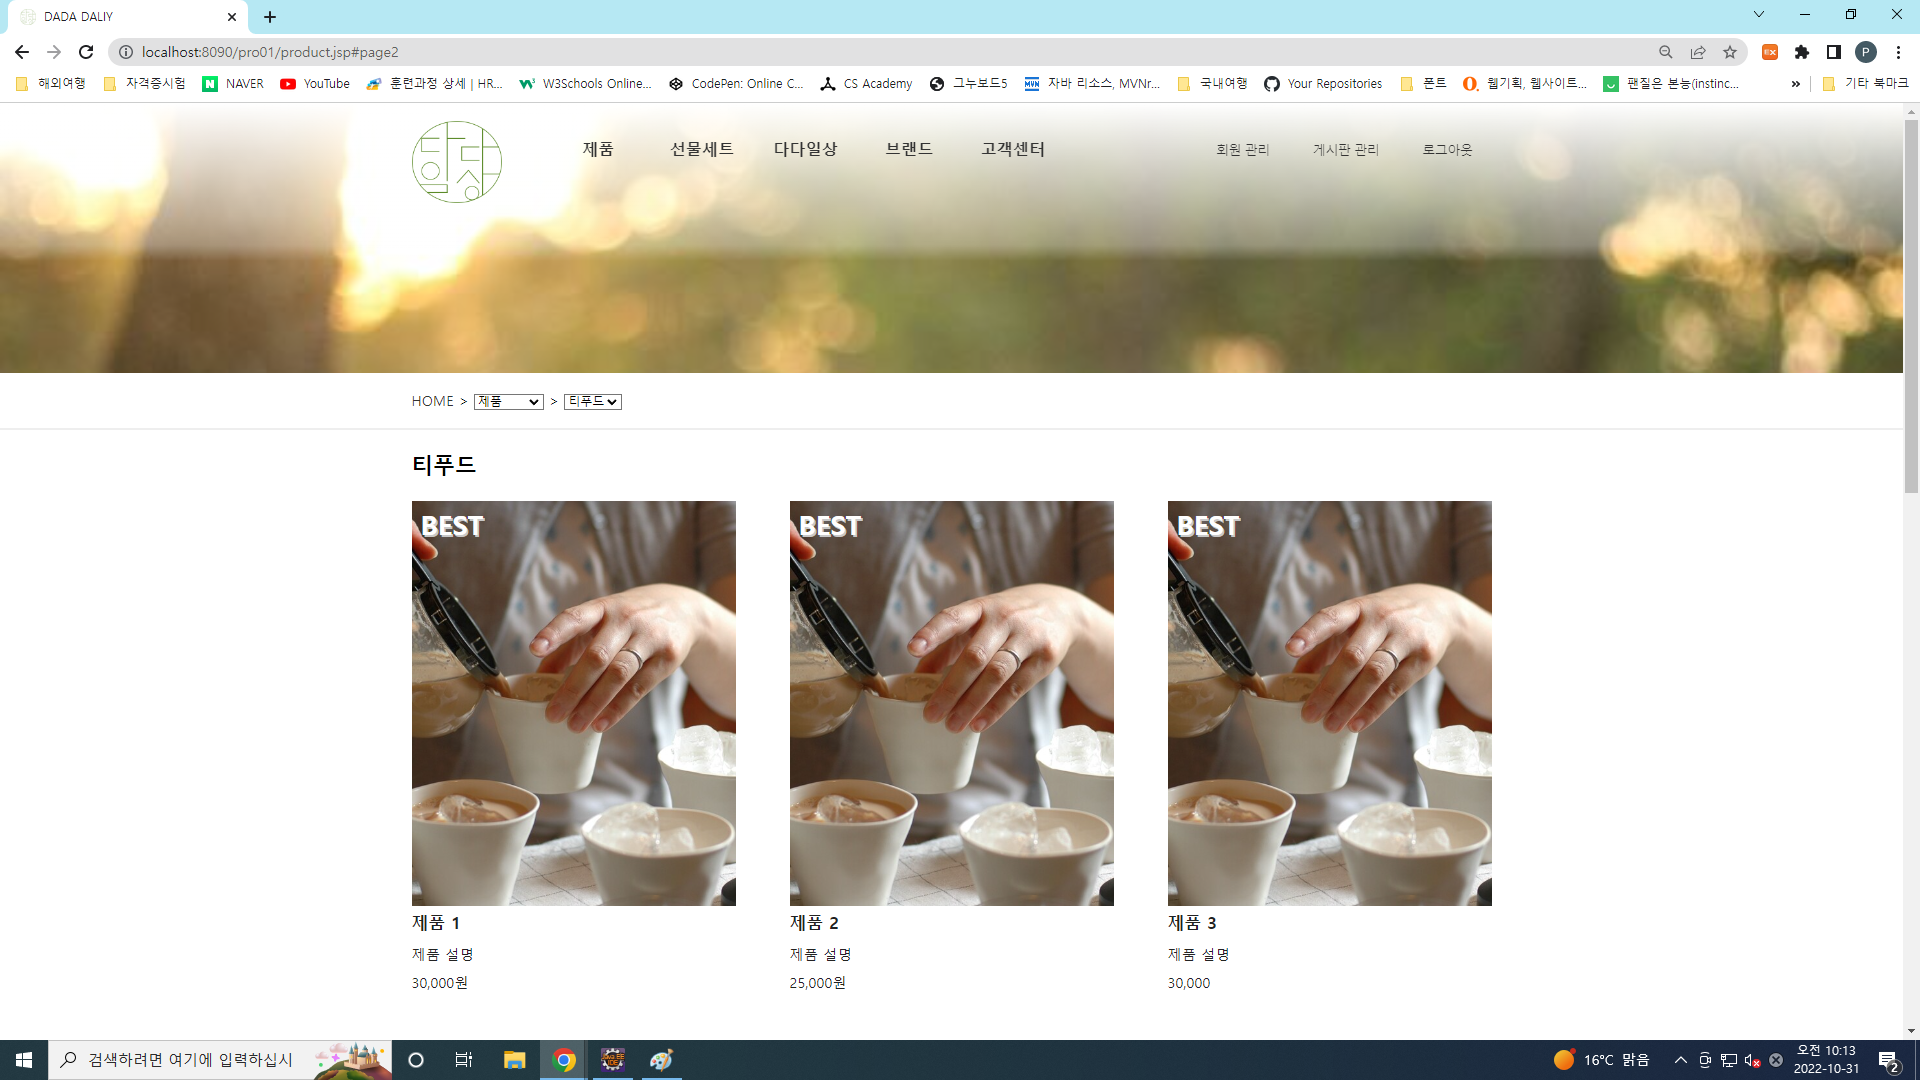 DADA DALIY
localhost:8090/pro01/product.jsp#page2
P
해외여행 자격증시험 NAVER YouTube 훈련과정 상세 | HR... W3Schools Online... CodePen: Online C... CS Academy 그누보드5 자바 리소스, MVNr... 국내여행 Your Repositories 폰트 웹기획, 웹사이트... 팬질은 본능(instinc... » 기타 북마크
제품 선물세트 다다일상 브랜드 고객센터 회원 관리 게시판 관리 로그아웃
HOME > 제품 > 티푸드
티푸드
BEST BEST BEST
제품 1 제품 2 제품 3
제품 설명 제품 설명 제품 설명
30,000원 25,000원 30,000
검색하려면 여기에 입력하십시
16°C 맑음
오전 10:13
2022-10-31
2